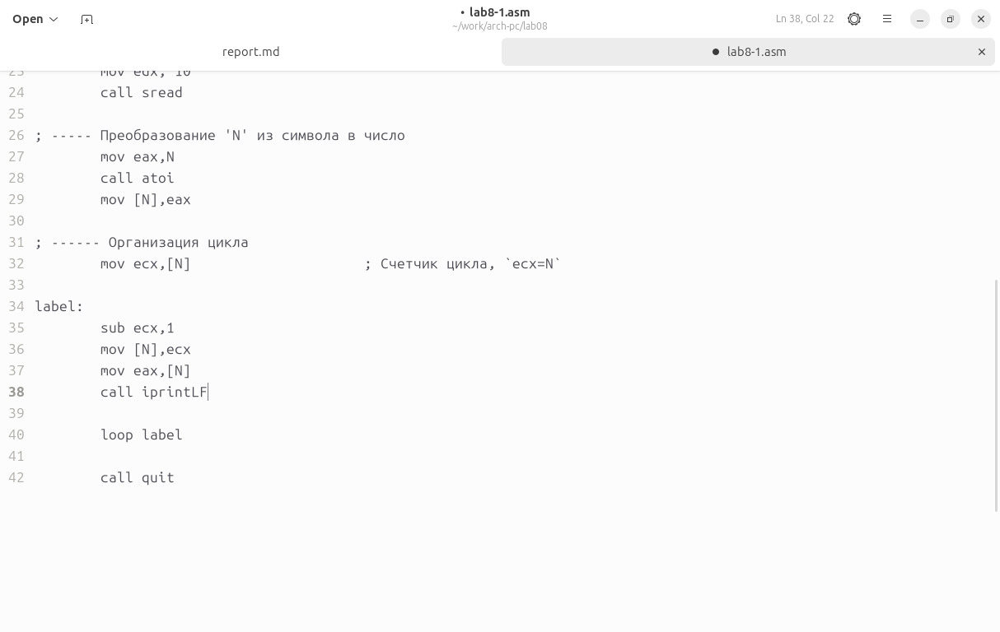 Open
• lab8-1.asm
~/work/arch-pc/lab08
Ln 38, Col 22
report.md
● lab8-1.asm
23 mov edx, 10
24 call sread
25
26 ; ----- Преобразование 'N' из символа в число
27 mov eax,N
28 call atoi
29 mov [N],eax
30
31 ; ------ Организация цикла
32 mov ecx,[N] ; Счетчик цикла, `ecx=N`
33
34 label:
35 sub ecx,1
36 mov [N],ecx
37 mov eax,[N]
38 call iprintLF
39
40 loop label
41
42 call quit